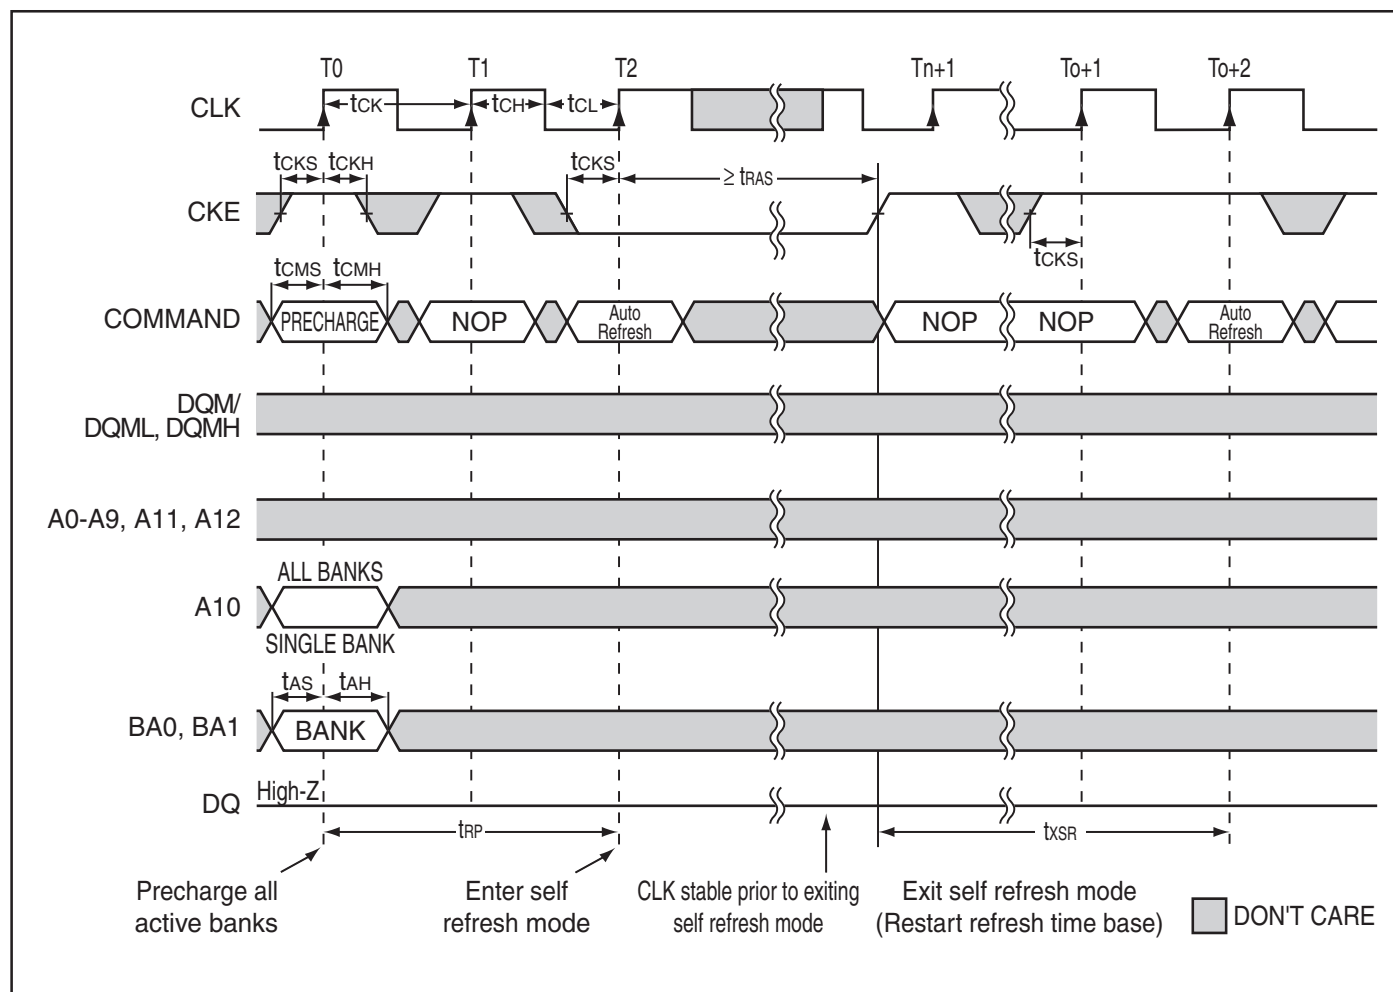 T0 T1 T2 Tn+1 To+1 To+2
CLK tCK tCH tCL
tCKS tCKH tCKS ≥ tRAS
CKE
tCKS
tCMS tCMH
COMMAND PRECHARGE NOP Auto Refresh NOP NOP Auto Refresh
DQM/
DQML, DQMH
A0-A9, A11, A12
ALL BANKS
A10
SINGLE BANK
tAS tAH
BA0, BA1 BANK
DQ High-Z
tRP tXSR
Precharge all
active banks
Enter self
refresh mode
CLK stable prior to exiting
self refresh mode
Exit self refresh mode
(Restart refresh time base)
DON'T CARE